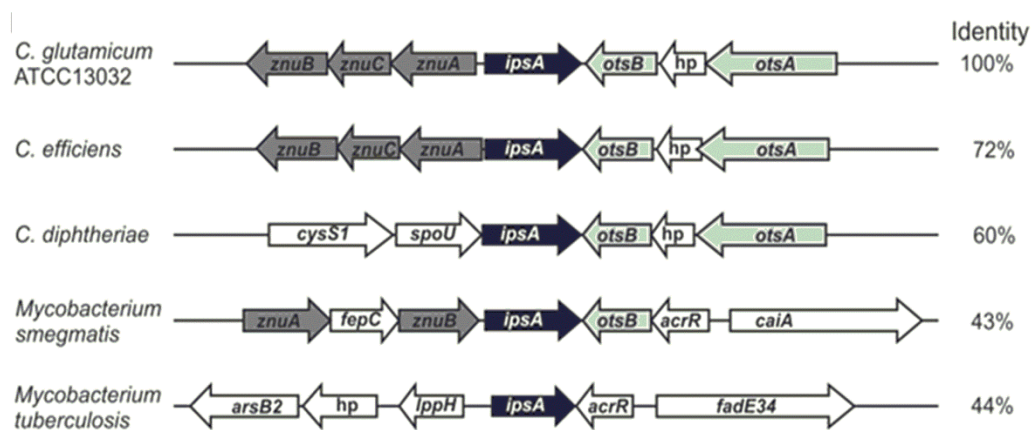 Identity
C. glutamicum
ATCC13032
znuB znuC znuA ipsA otsB hp otsA 100%
C. efficiens znuB znuC znuA ipsA otsB hp otsA 72%
C. diphtheriae cysS1 spoU ipsA otsB hp otsA 60%
Mycobacterium
smegmatis
znuA fepC znuB ipsA otsB acrR caiA 43%
Mycobacterium
tuberculosis
arsB2 hp lppH ipsA acrR fadE34 44%